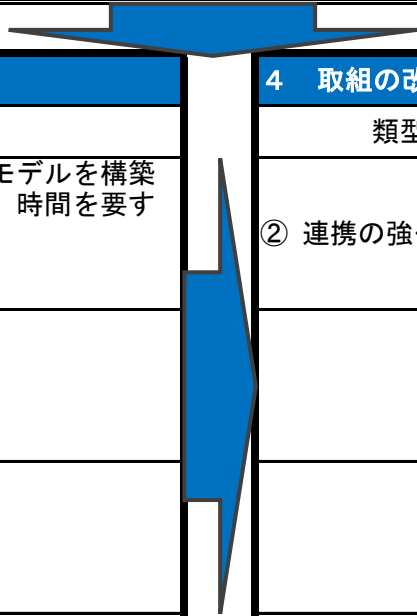 4 取組の改
類型
モデルを構築
時間を要す
② 連携の強